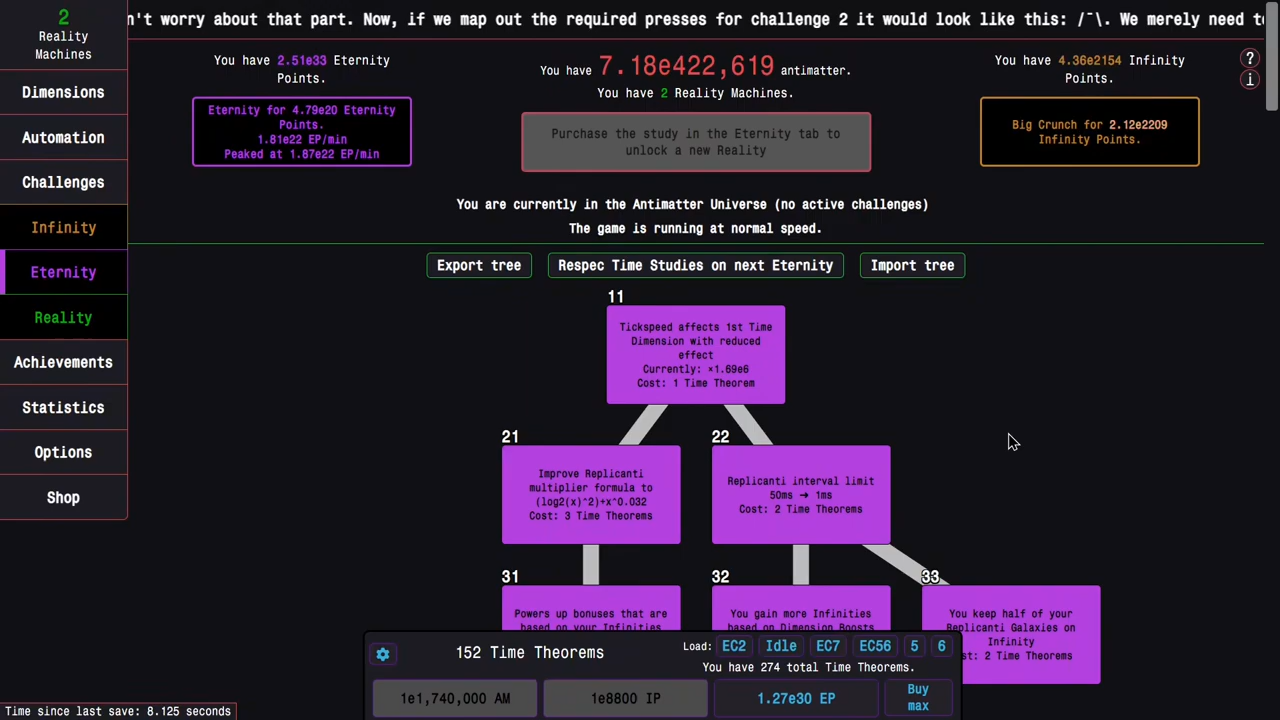 2
Reality
Machines
n't worry about that part. Now, if we map out the required presses for challenge 2 it would look like this: /¯\. We merely need t
You have 2.51e33 Eternity
Points.
Eternity for 4.79e20 Eternity
Points.
1.81e22 EP/min
Peaked at 1.87e22 EP/min
You have 7.18e422,619 antimatter.
You have 2 Reality Machines.
Purchase the study in the Eternity tab to
unlock a new Reality
You have 4.36e2154 Infinity
Points.
Big Crunch for 2.12e2209
Infinity Points.
?
i
You are currently in the Antimatter Universe (no active challenges)
The game is running at normal speed.
Dimensions
Automation
Challenges
Infinity
Eternity
Reality
Achievements
Statistics
Options
Shop
Export tree
Respec Time Studies on next Eternity
Import tree
11
Tickspeed affects 1st Time
Dimension with reduced
effect
Currently: ×1.69e6
Cost: 1 Time Theorem
21
Improve Replicanti
multiplier formula to
(log2(x)^2)+x^0.032
Cost: 3 Time Theorems
22
Replicanti interval limit
50ms ➜ 1ms
Cost: 2 Time Theorems
31
Powers up bonuses that are
based on your Infinities
32
You gain more Infinities
based on Dimension Boosts
33
You keep half of your
Replicanti Galaxies on
Infinity
st: 2 Time Theorems
152 Time Theorems
Load: EC2 Idle EC7 EC56 5 6
You have 274 total Time Theorems.
1e1,740,000 AM
1e8800 IP
1.27e30 EP
Buy
max
Time since last save: 8.125 seconds